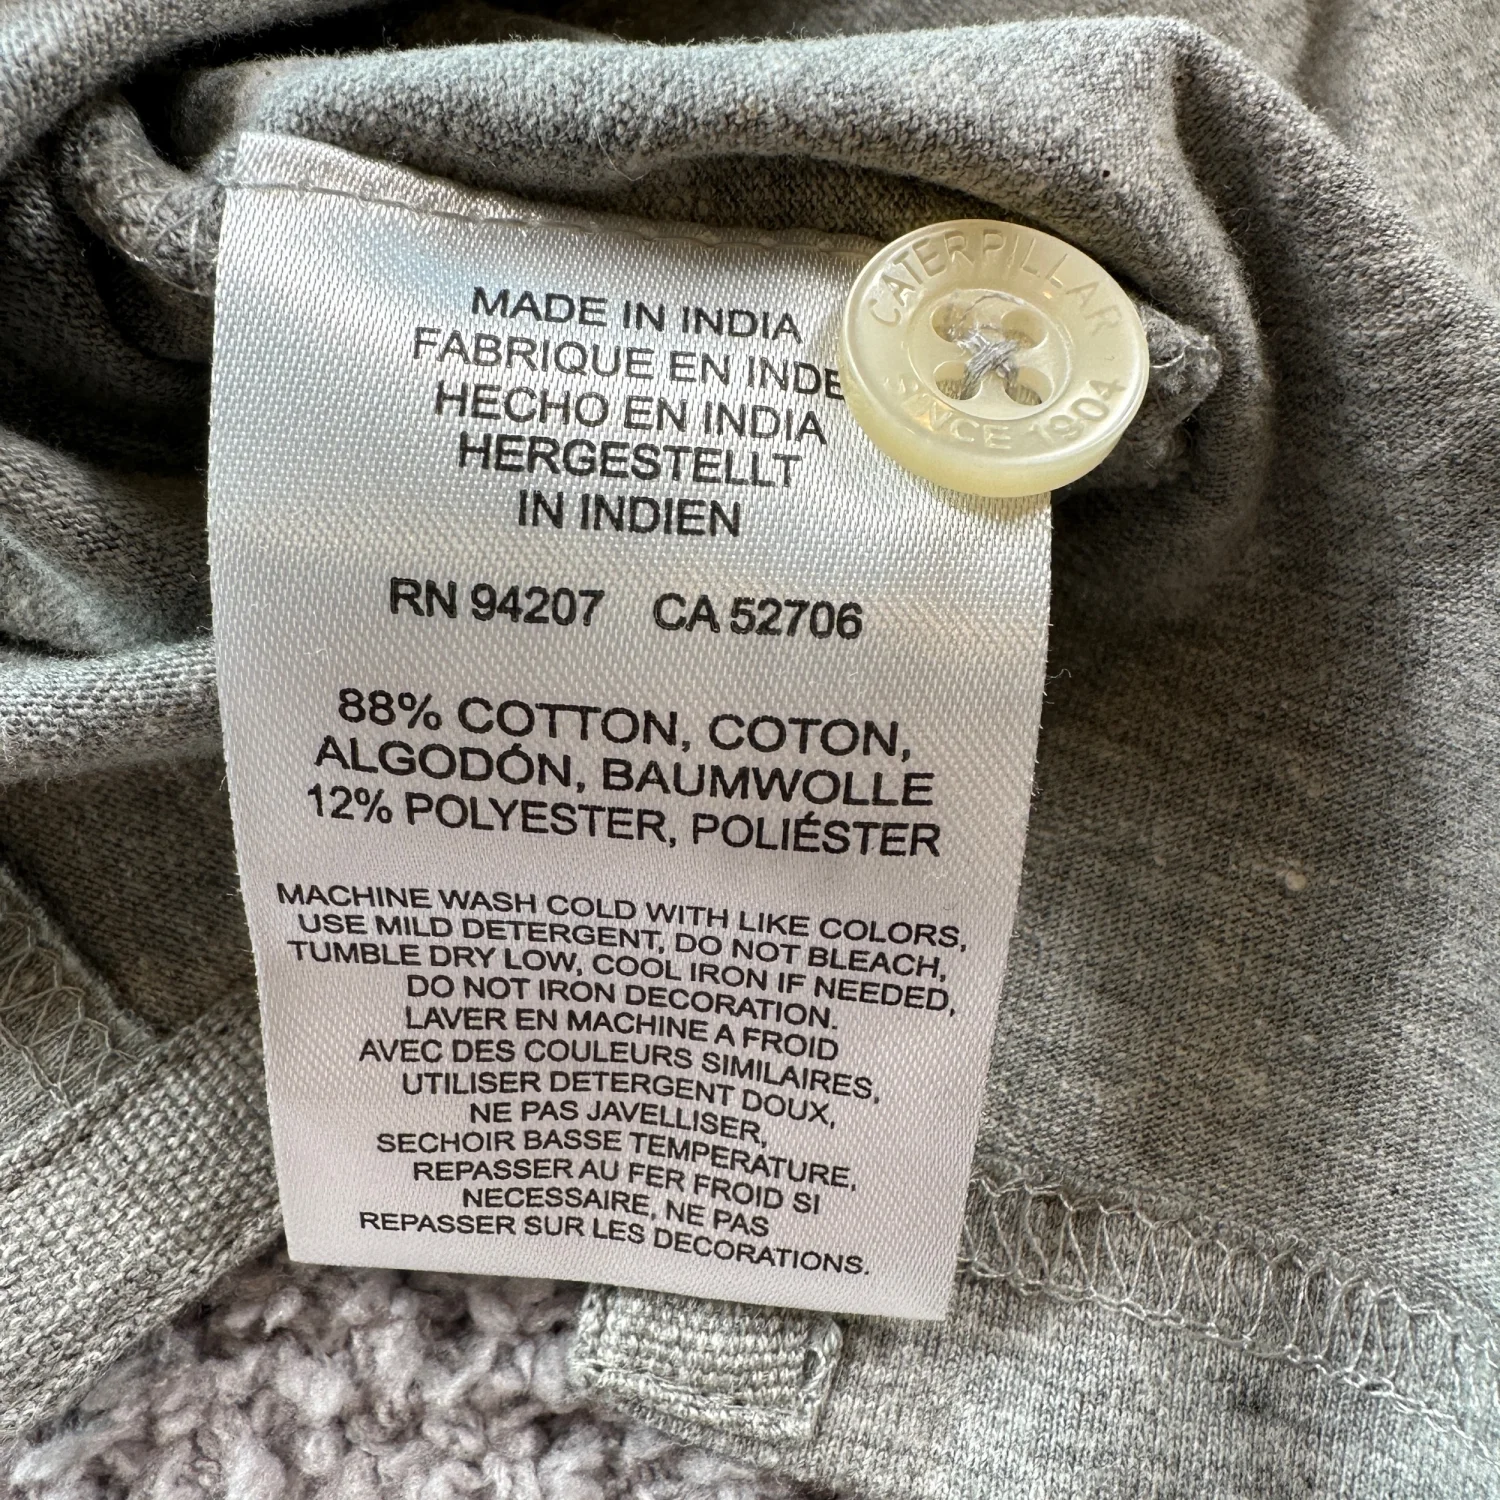 MADE IN INDIA
FABRIQUE EN INDE
HECHO EN INDIA
HERGESTELLT
IN INDIEN
CATERPILLAR
SINCE 1904
RN 94207 CA 52706
88% COTTON, COTON,
ALGODÓN, BAUMWOLLE
12% POLYESTER, POLIÉSTER
MACHINE WASH COLD WITH LIKE COLORS,
USE MILD DETERGENT, DO NOT BLEACH,
TUMBLE DRY LOW, COOL IRON IF NEEDED,
DO NOT IRON DECORATION.
LAVER EN MACHINE A FROID
AVEC DES COULEURS SIMILAIRES,
UTILISER DETERGENT DOUX,
NE PAS JAVELLISER,
SECHOIR BASSE TEMPERATURE,
REPASSER AU FER FROID SI
NECESSAIRE, NE PAS
REPASSER SUR LES DECORATIONS.